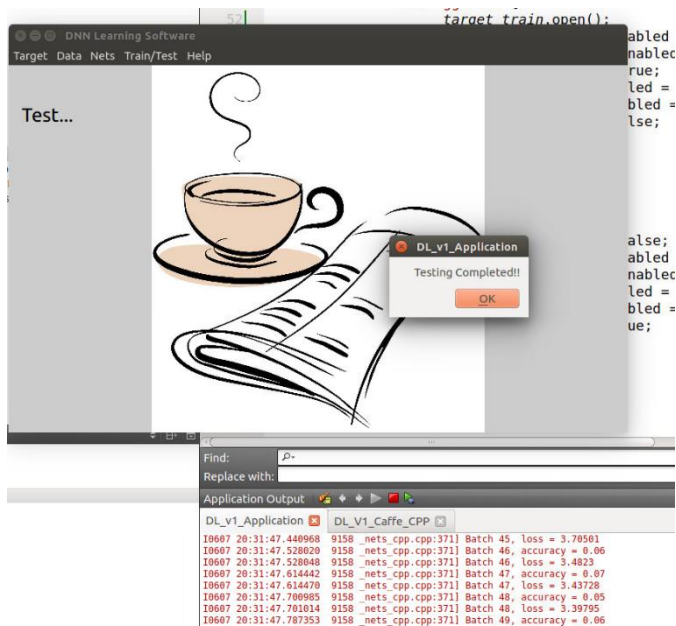 52
target_train.open();
DNN Learning Software
Target Data Nets Train/Test Help
abled
nabled
rue;
led =
bled =
lse;
Test...
DL_v1_Application
Testing Completed!!
OK
alse;
abled
nabled
led =
bled =
ue;
Find:
Replace with:
Application Output
DL_v1_Application DL_V1_Caffe_CPP
I0607 20:31:47.440968 9158 _nets_cpp.cpp:371] Batch 45, loss = 3.70501
I0607 20:31:47.528020 9158 _nets_cpp.cpp:371] Batch 46, accuracy = 0.06
I0607 20:31:47.528048 9158 _nets_cpp.cpp:371] Batch 46, loss = 3.4823
I0607 20:31:47.614442 9158 _nets_cpp.cpp:371] Batch 47, accuracy = 0.07
I0607 20:31:47.614470 9158 _nets_cpp.cpp:371] Batch 47, loss = 3.43728
I0607 20:31:47.700985 9158 _nets_cpp.cpp:371] Batch 48, accuracy = 0.05
I0607 20:31:47.701014 9158 _nets_cpp.cpp:371] Batch 48, loss = 3.39795
I0607 20:31:47.787353 9158 _nets_cpp.cpp:371] Batch 49, accuracy = 0.06